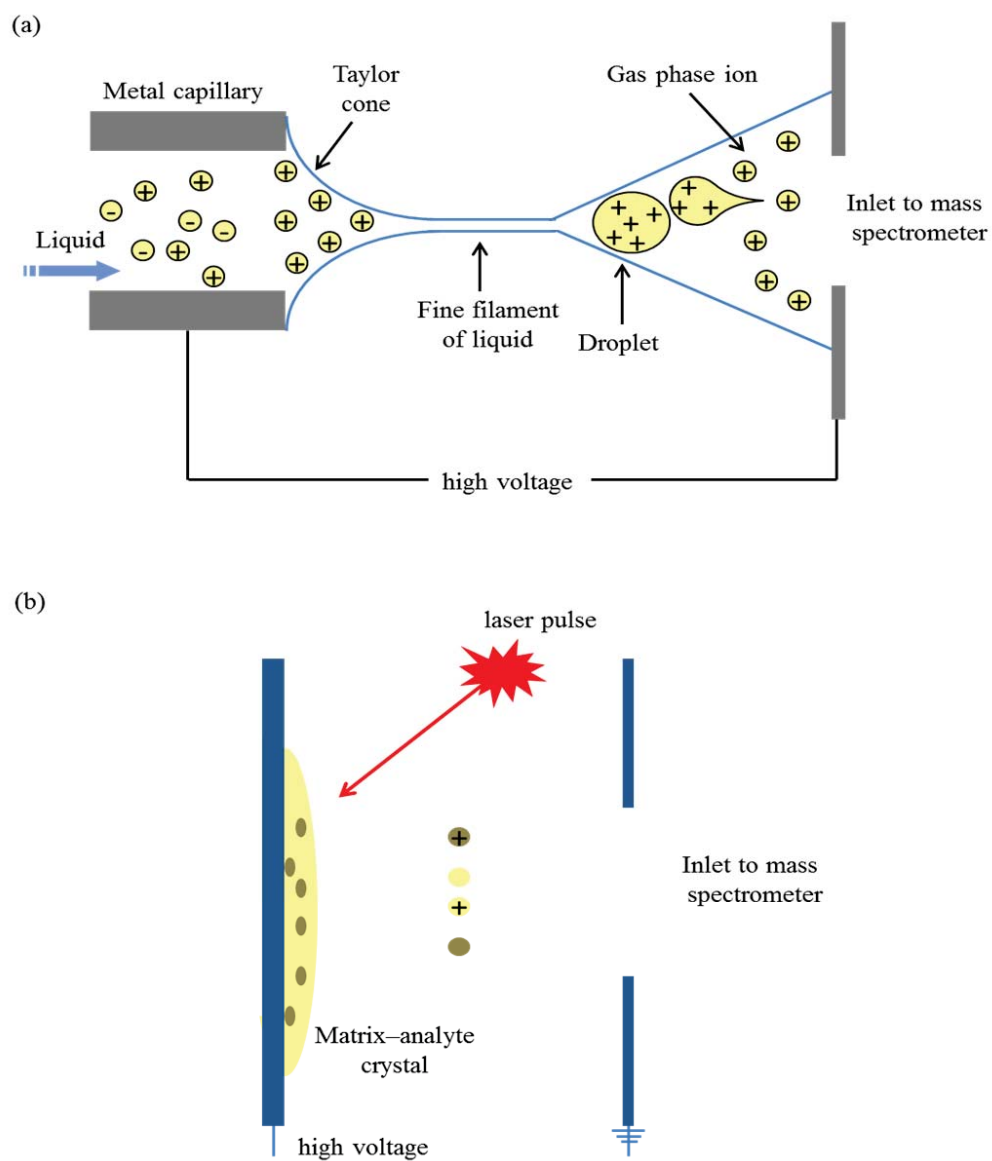 (a)
Metal capillary
Taylor
cone
Gas phase ion
Liquid
Inlet to mass
spectrometer
Fine filament
of liquid
Droplet
high voltage
(b)
laser pulse
Inlet to mass
spectrometer
Matrix–analyte
crystal
high voltage